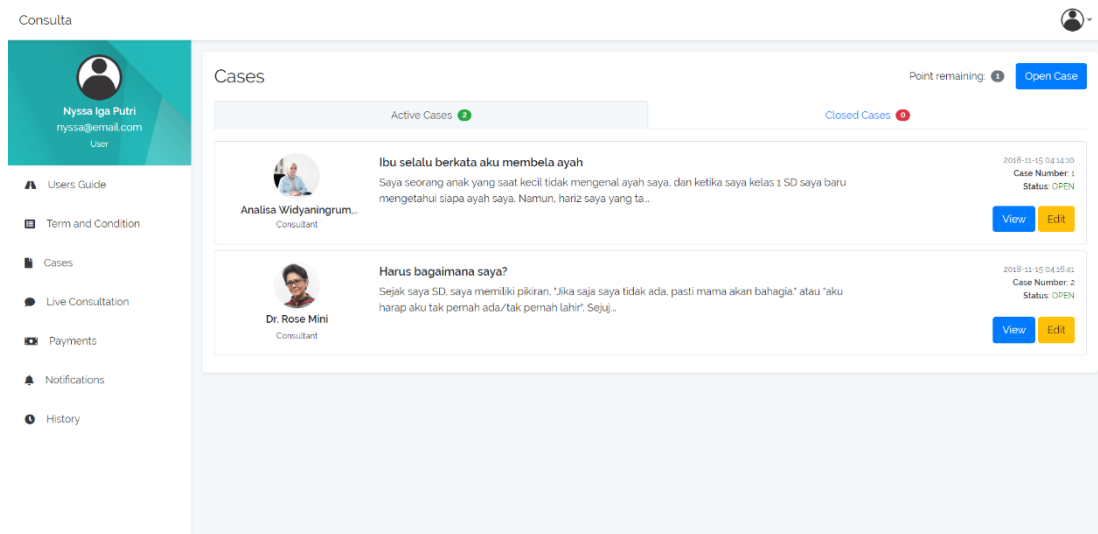 Consulta
Nyssa Iga Putri
nyssa@email.com
User
Users Guide
Term and Condition
Cases
Live Consultation
Payments
Notifications
History
Cases
Point remaining: 1
Open Case
Active Cases 2
Closed Cases 0
Analisa Widyaningrum,..
Consultant
Ibu selalu berkata aku membela ayah
Saya seorang anak yang saat kecil tidak mengenal ayah saya, dan ketika saya kelas 1 SD saya baru
mengetahui siapa ayah saya. Namun, hari2 saya yang ta...
2018-11-15 04:14:10
Case Number: 1
Status: OPEN
View Edit
Dr. Rose Mini
Consultant
Harus bagaimana saya?
Sejak saya SD, saya memiliki pikiran, "Jika saja saya tidak ada, pasti mama akan bahagia." atau "aku
harap aku tak pernah ada/tak pernah lahir". Sejuj...
2018-11-15 04:16:41
Case Number: 2
Status: OPEN
View Edit